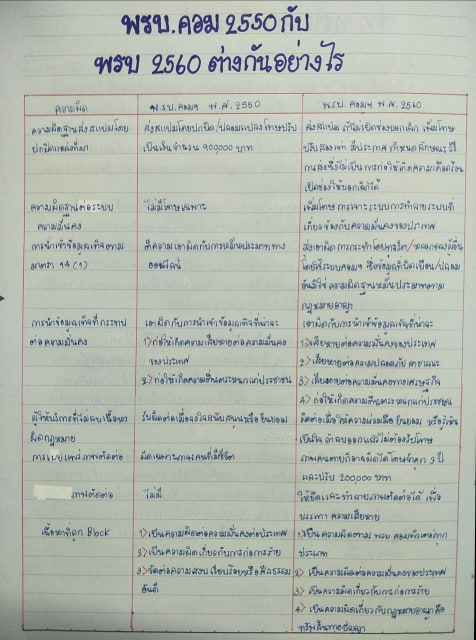 พรบ.คอม 2550 กับ
พรบ 2560 ต่างกันอย่างไร
ความผิด
พ.ร.บ.คอมฯ พ.ศ. 2550
พ.ร.บ.คอมฯ พ.ศ. 2560
ความผิดฐานส่งสแปมโดย
ปกปิดแหล่งที่มา
ส่งสแปมโดยปกปิด/ปลอมแปลงโทษปรับ
เป็นเงินจำนวน 900000 บาท
ส่งสแปม ถ้าไม่เปิดช่องบอกเลิก เพิ่มโทษ
ปรับสองเท่า มีประกาศ กำหนด ลักษณะ วิธี
การส่งซึ่งไม่เป็น การก่อให้เกิดความเดือดร้อน
เปิดช่องให้บอกเลิกได้
ความผิดฐานต่อระบบ
ความมั่นคง
ไม่มีโทษเฉพาะ
เพิ่มโทษ การเจาะระบบการทำลายระบบที่
เกี่ยวข้องกับความมั่นคงของประเทศ
การนำเข้าข้อมูลเท็จตาม
มาตรา 14 (1)
ตีความเอาผิดกับการหมิ่นประมาททาง
ออนไลน์
มุ่งเอาผิด การกระทำโดยทุจริต/หลอกลวงผู้อื่น
โดยใช้ระบบคอมฯ ซึ่งข้อมูลที่บิดเบือน/ปลอม
อันมิใช่ ความผิดฐานหมิ่นประมาทตาม
กฎหมายอาญา
การนำข้อมูลเท็จที่กระทบ
ต่อความมั่นคง
เอาผิดกับการนำเข้าข้อมูลเท็จที่น่าจะ
1) ก่อให้เกิดความเสียหายต่อความมั่นคง
ของประเทศ
2) ก่อให้เกิดความตื่นตระหนกแก่ประชาชน
เอาผิดกับการนำเข้าข้อมูลเท็จที่น่าจะ
1) เสียหายต่อความมั่นคง
2) เสียหายต่อความปลอดภัย สาธารณะ
3) เสียหายต่อความมั่นคงทางเศรษฐกิจ
4) ก่อให้เกิดความตื่นตระหนกแก่ประชาชน
ผู้ให้บริการที่ไม่ลบเนื้อหา
ผิดกฎหมาย
รับผิดต่อเมื่อจงใจสนับสนุนหรือยินยอม
ผิดต่อเมื่อให้ความร่วมมือ ยินยอม หรือรู้เห็น
เป็นใจ ถ้าลบออกแล้วไม่ต้องรับโทษ
การเผยแพร่ภาพตัดต่อ
ผิดเฉพาะภาพคนที่มีชีวิต
ภาพคนตายก็อาจผิดได้ โทษจำคุก 3 ปี
และปรับ 200,000 บาท
ภาพตัดต่อ
ไม่มี
ให้ยึดและทำลายภาพตัดต่อได้ เพื่อ
บรรเทา ความเสียหาย
เนื้อหาที่ถูก Block
1) เป็นความผิดต่อความมั่นคงต่อประเทศ
2) เป็นความผิดเกี่ยวกับการก่อการร้าย
3) ขัดต่อความสงบเรียบร้อยหรือศีลธรรม
อันดี
1) เป็นความผิดตาม พรบ คอมพิวเตอร์ทุก
ประเภท
2) เป็นความผิดต่อความมั่นคงของประเทศ
3) เป็นความผิดเกี่ยวกับการก่อการร้าย
4) เป็นความผิดเกี่ยวกับกฎหมายอาญา คือ
ทรัพย์สินทางปัญญา